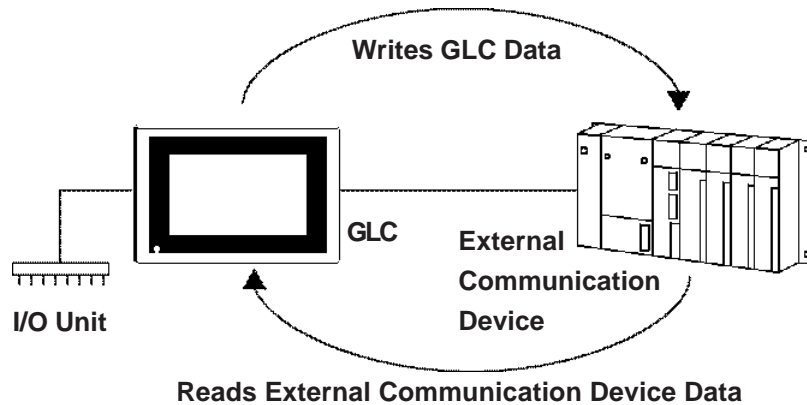 Writes GLC Data
GLC
External
Communication
Device
I/O Unit
Reads External Communication Device Data